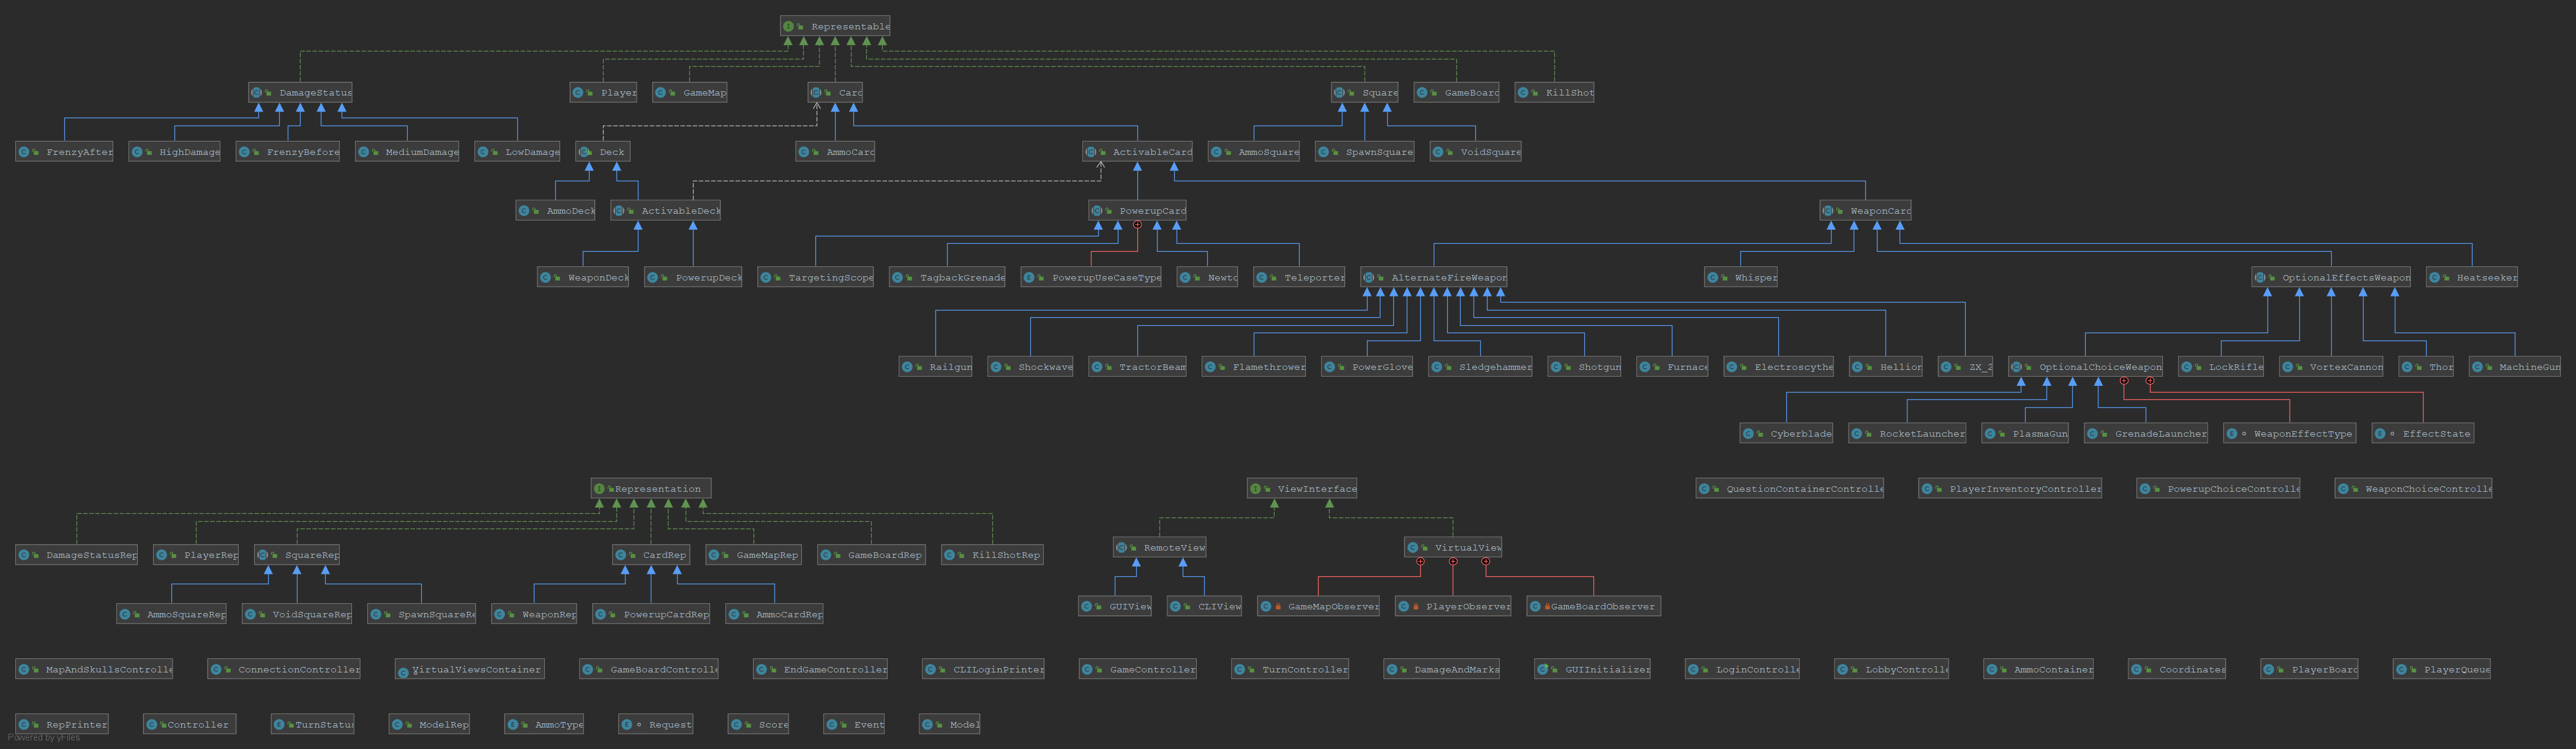 Representable
DamageStatus
Player
GameMap
Card
Square
GameBoard
KillShot
FrenzyAfter
HighDamage
FrenzyBefore
MediumDamage
LowDamage
Deck
AmmoCard
ActivableCard
AmmoSquare
SpawnSquare
VoidSquare
AmmoDeck
ActivableDeck
PowerupCard
WeaponCard
WeaponDeck
PowerupDeck
TargetingScope
TagbackGrenade
PowerupUseCaseType
Newto
Teleporter
AlternateFireWeapon
Whisper
OptionalEffectsWeapon
Heatseeker
Railgun
Shockwave
TractorBeam
Flamethrower
PowerGlove
Sledgehammer
Shotgun
Furnace
Electroscythe
Hellion
ZX_2
OptionalChoiceWeapon
LockRifle
VortexCannon
Thor
MachineGun
Cyberblade
RocketLauncher
PlasmaGun
GrenadeLauncher
WeaponEffectType
EffectState
Representation
ViewInterface
QuestionContainerControlle
PlayerInventoryController
PowerupChoiceControlle
WeaponChoiceControlle
DamageStatusRep
PlayerRep
SquareRep
CardRep
GameMapRep
GameBoardRep
KillShotRep
RemoteView
VirtualView
AmmoSquareRep
VoidSquareRep
SpawnSquareRe
WeaponRep
PowerupCardRep
AmmoCardRep
GUIView
CLIView
GameMapObserver
PlayerObserver
GameBoardObserver
MapAndSkullsControlle
ConnectionController
VirtualViewsContainer
GameBoardControlle
EndGameController
CLILoginPrinter
GameController
TurnController
DamageAndMarks
GUIInitializer
LoginControlle
LobbyControlle
AmmoContainer
Coordinates
PlayerBoard
PlayerQueue
RepPrinter
Controller
TurnStatus
ModelRep
AmmoType
Request
Score
Event
Model
Powered by yFiles